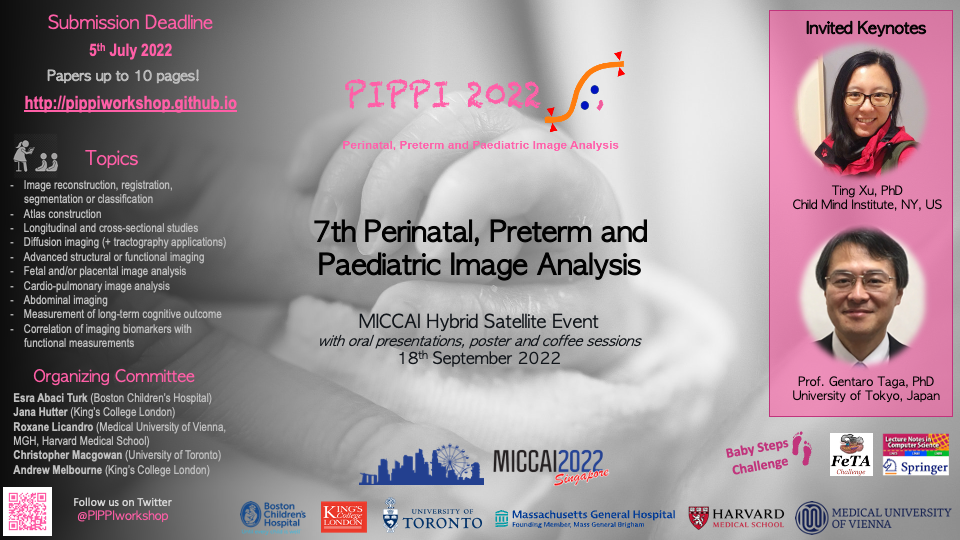 Submission Deadline
5th July 2022
Papers up to 10 pages!
http://pippiworkshop.github.io
Topics
- Image reconstruction, registration,
segmentation or classification
- Atlas construction
- Longitudinal and cross-sectional studies
- Diffusion imaging (+ tractography applications)
- Advanced structural or functional imaging
- Fetal and/or placental image analysis
- Cardio-pulmonary image analysis
- Abdominal imaging
- Measurement of long-term cognitive outcome
- Correlation of imaging biomarkers with
functional measurements
Organizing Committee
Esra Abaci Turk (Boston Children's Hospital)
Jana Hutter (King's College London)
Roxane Licandro (Medical University of Vienna,
MGH, Harvard Medical School)
Christopher Macgowan (University of Toronto)
Andrew Melbourne (King's College London)
Follow us on Twitter
@PIPPIworkshop
PIPPI 2022
Perinatal, Preterm and Paediatric Image Analysis
7th Perinatal, Preterm and
Paediatric Image Analysis
MICCAI Hybrid Satellite Event
with oral presentations, poster and coffee sessions
18th September 2022
MICCAI2022
Singapore
Invited Keynotes
Ting Xu, PhD
Child Mind Institute, NY, US
Prof. Gentaro Taga, PhD
University of Tokyo, Japan
Baby Steps
Challenge
FeTA
Challenge
Lecture Notes in
Computer Science
Springer
Boston
Children's
Hospital
KING'S
College
LONDON
UNIVERSITY OF
TORONTO
Massachusetts General Hospital
Founding Member, Mass General Brigham
HARVARD
MEDICAL SCHOOL
MEDICAL UNIVERSITY
OF VIENNA